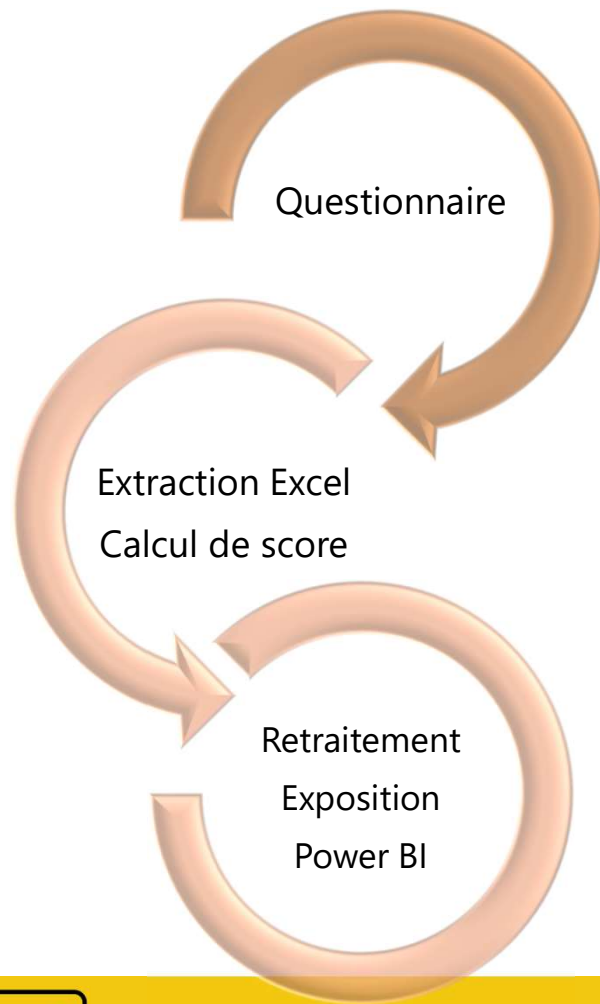 Questionnaire
Extraction Excel
Calcul de score
Retraitement
Exposition
Power BI